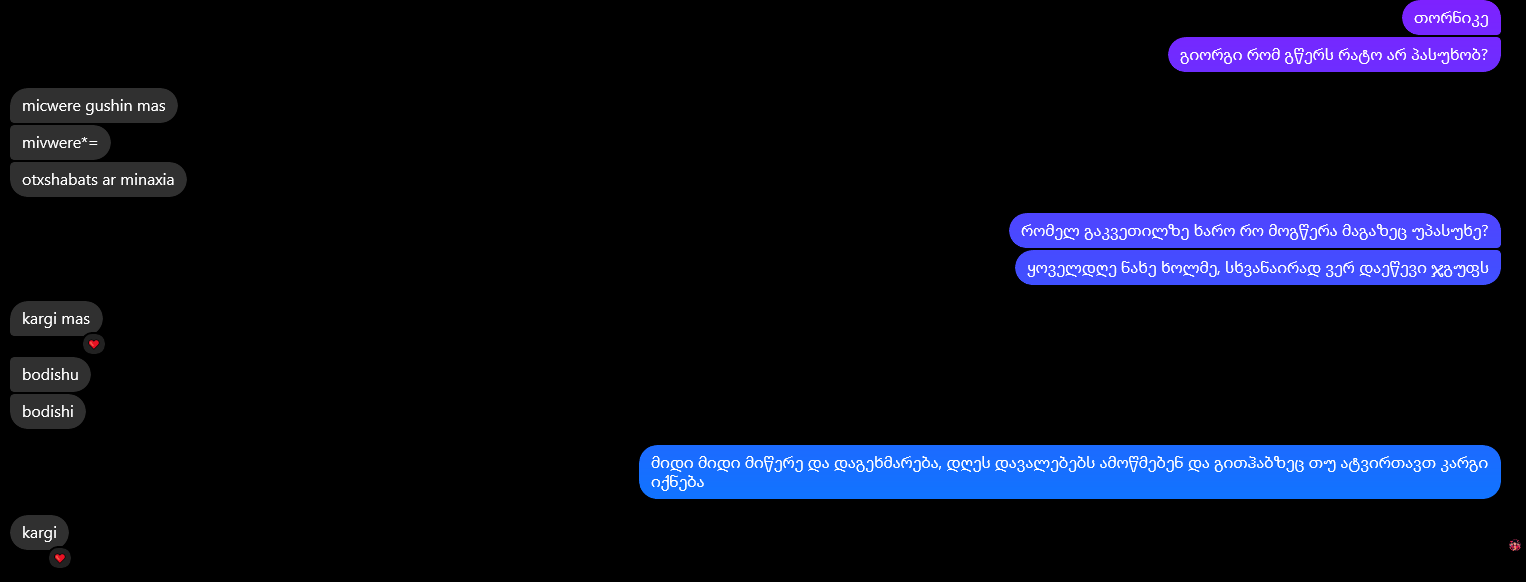 თორნიკე
გიორგი რომ გწერს რატო არ პასუხობ?
micwere gushin mas
mivwere*=
otxshabats ar minaxia
რომელ გაკვეთილზე ხარო რო მოგწერა მაგაზეც უპასუხე?
ყოველდღე ნახე ხოლმე, სხვანაირად ვერ დაეწევი ჯგუფს
kargi mas
bodishu
bodishi
მიდი მიდი მიწერე და დაგეხმარება, დღეს დავალებებს ამოწმებენ და გითჰაბზეც თუ ატვირთავთ კარგი
იქნება
kargi